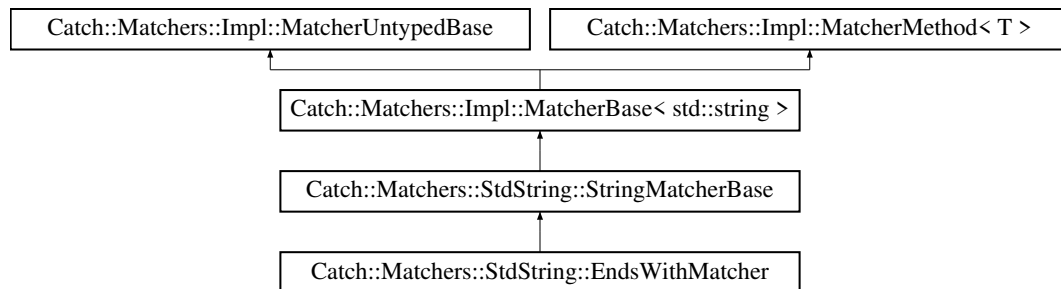 Catch::Matchers::Impl::MatcherUntypedBase
Catch::Matchers::Impl::MatcherMethod< T >
Catch::Matchers::Impl::MatcherBase< std::string >
Catch::Matchers::StdString::StringMatcherBase
Catch::Matchers::StdString::EndsWithMatcher